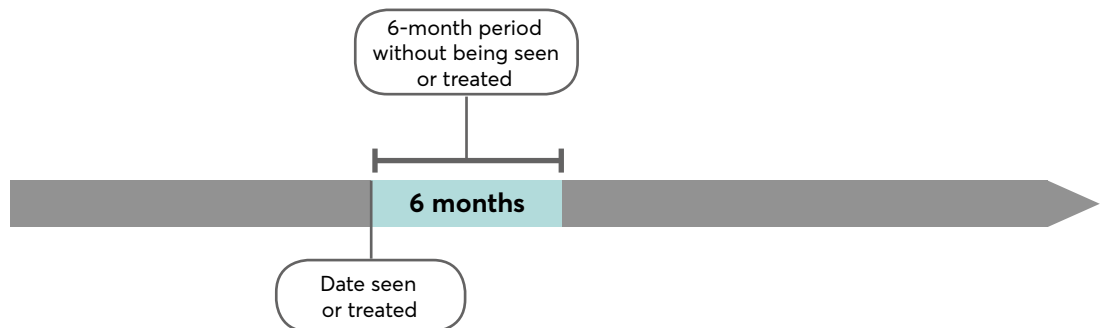 6-month period
without being seen
or treated
6 months
Date seen
or treated